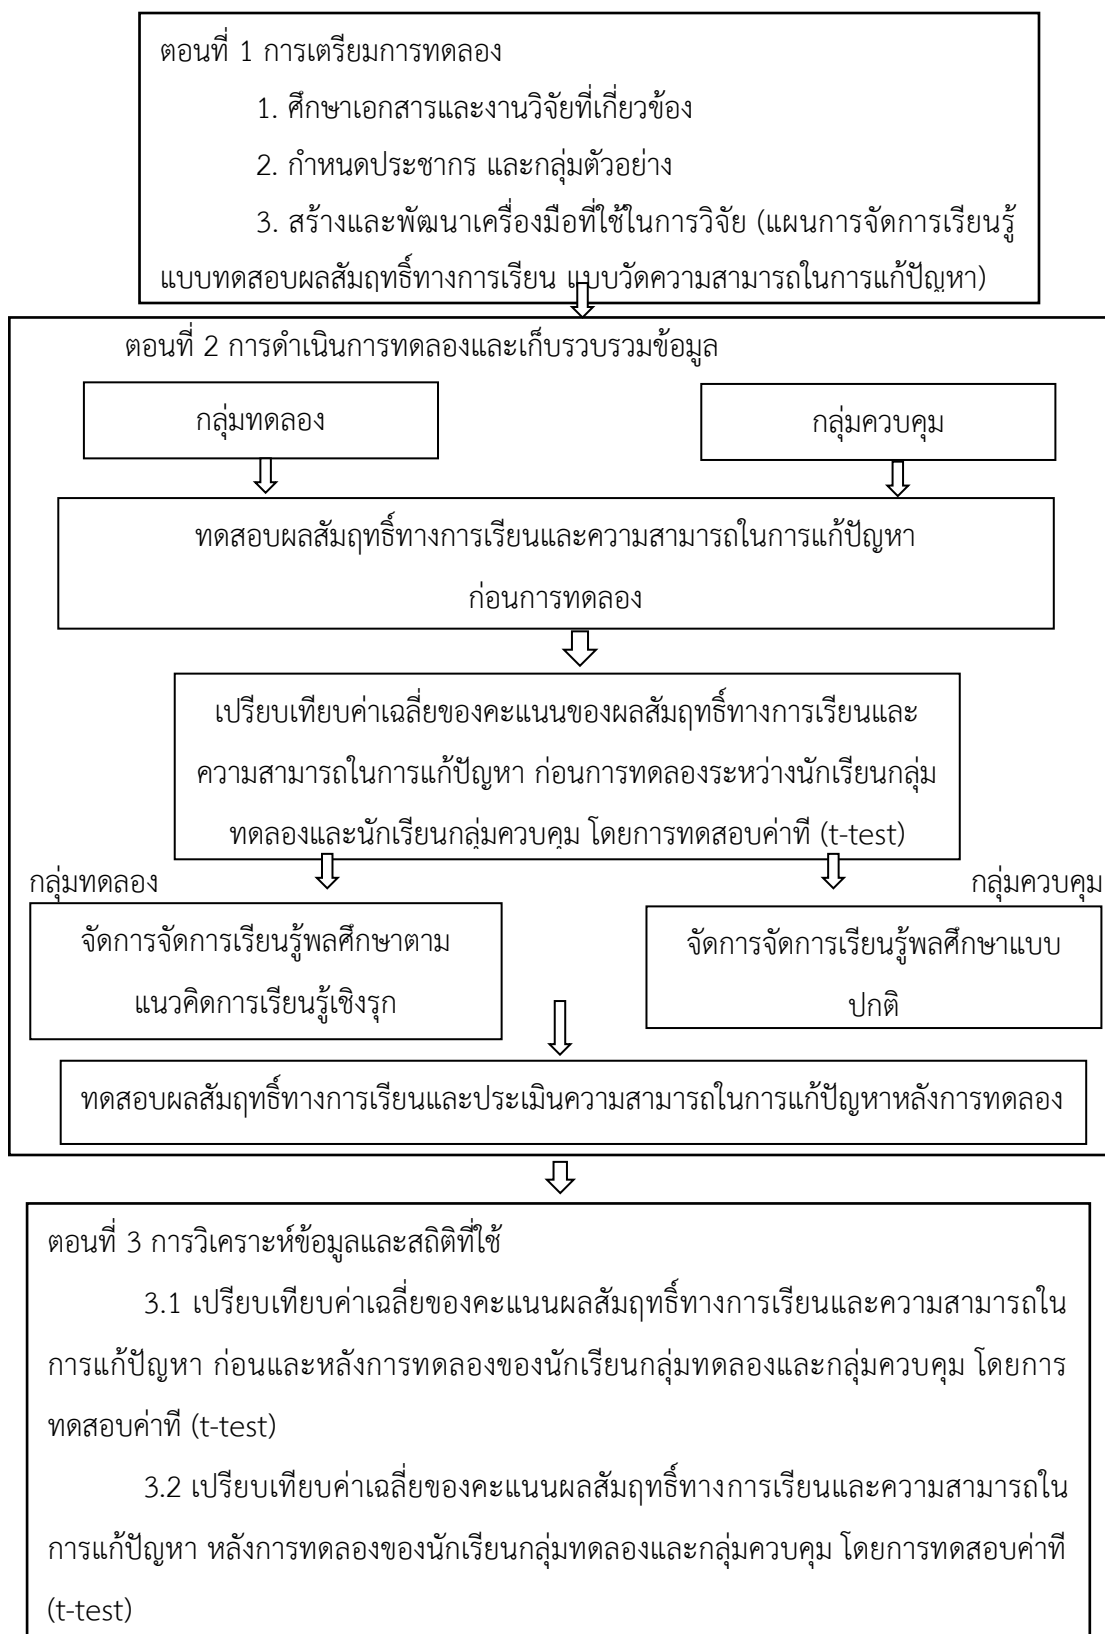 ตอนที่ 1 การเตรียมการทดลอง
1. ศึกษาเอกสารและงานวิจัยที่เกี่ยวข้อง
2. กำหนดประชากร และกลุ่มตัวอย่าง
3. สร้างและพัฒนาเครื่องมือที่ใช้ในการวิจัย (แผนการจัดการเรียนรู้
แบบทดสอบผลสัมฤทธิ์ทางการเรียน แบบวัดความสามารถในการแก้ปัญหา)
ตอนที่ 2 การดำเนินการทดลองและเก็บรวบรวมข้อมูล
กลุ่มทดลอง
กลุ่มควบคุม
ทดสอบผลสัมฤทธิ์ทางการเรียนและความสามารถในการแก้ปัญหา
ก่อนการทดลอง
เปรียบเทียบค่าเฉลี่ยของคะแนนของผลสัมฤทธิ์ทางการเรียนและ
ความสามารถในการแก้ปัญหา ก่อนการทดลองระหว่างนักเรียนกลุ่ม
ทดลองและนักเรียนกลุ่มควบคุม โดยการทดสอบค่าที (t-test)
กลุ่มทดลอง
กลุ่มควบคุม
จัดการจัดการเรียนรู้พลศึกษาตาม
แนวคิดการเรียนรู้เชิงรุก
จัดการจัดการเรียนรู้พลศึกษาแบบ
ปกติ
ทดสอบผลสัมฤทธิ์ทางการเรียนและประเมินความสามารถในการแก้ปัญหาหลังการทดลอง
ตอนที่ 3 การวิเคราะห์ข้อมูลและสถิติที่ใช้
3.1 เปรียบเทียบค่าเฉลี่ยของคะแนนผลสัมฤทธิ์ทางการเรียนและความสามารถใน
การแก้ปัญหา ก่อนและหลังการทดลองของนักเรียนกลุ่มทดลองและกลุ่มควบคุม โดยการ
ทดสอบค่าที (t-test)
3.2 เปรียบเทียบค่าเฉลี่ยของคะแนนผลสัมฤทธิ์ทางการเรียนและความสามารถใน
การแก้ปัญหา หลังการทดลองของนักเรียนกลุ่มทดลองและกลุ่มควบคุม โดยการทดสอบค่าที
(t-test)